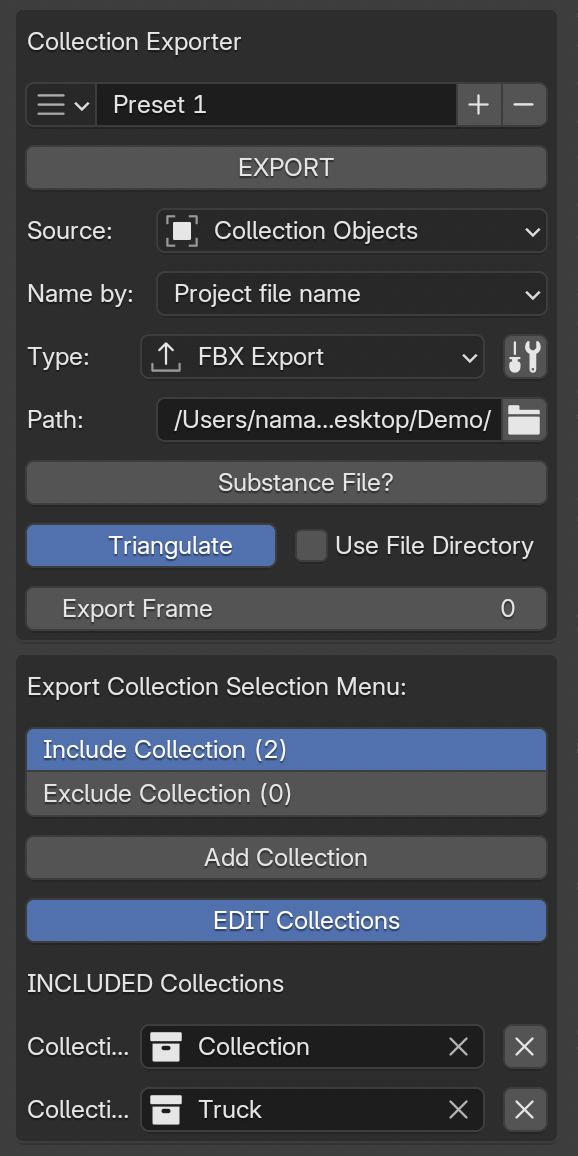 Collection Exporter
Preset 1
EXPORT
Source: Collection Objects
Name by: Project file name
Type: FBX Export
Path: /Users/nama...esktop/Demo/
Substance File?
Triangulate Use File Directory
Export Frame 0
Export Collection Selection Menu:
Include Collection (2)
Exclude Collection (0)
Add Collection
EDIT Collections
INCLUDED Collections
Collecti... Collection
Collecti... Truck